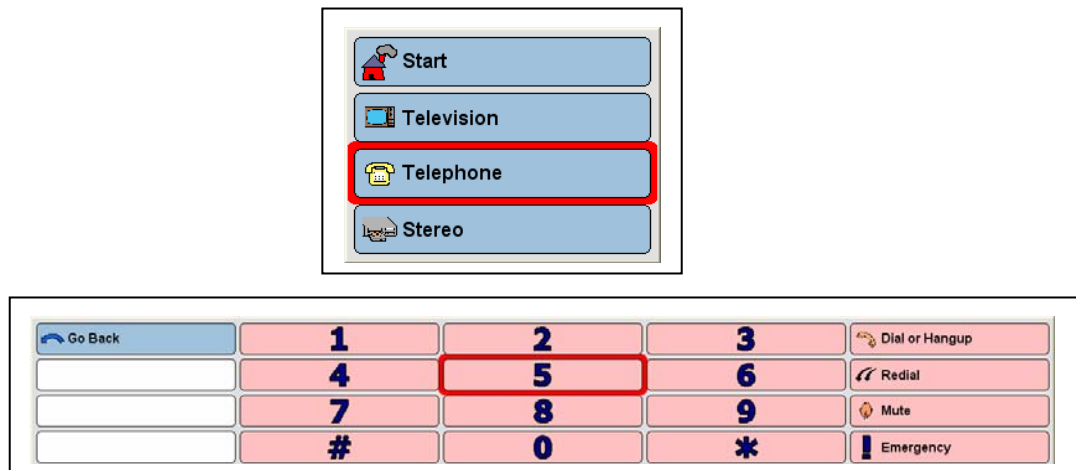 Start
Television
Telephone
Stereo
Go Back 1 2 3 Dial or Hangup
4 5 6 Redial
7 8 9 Mute
# 0 * Emergency